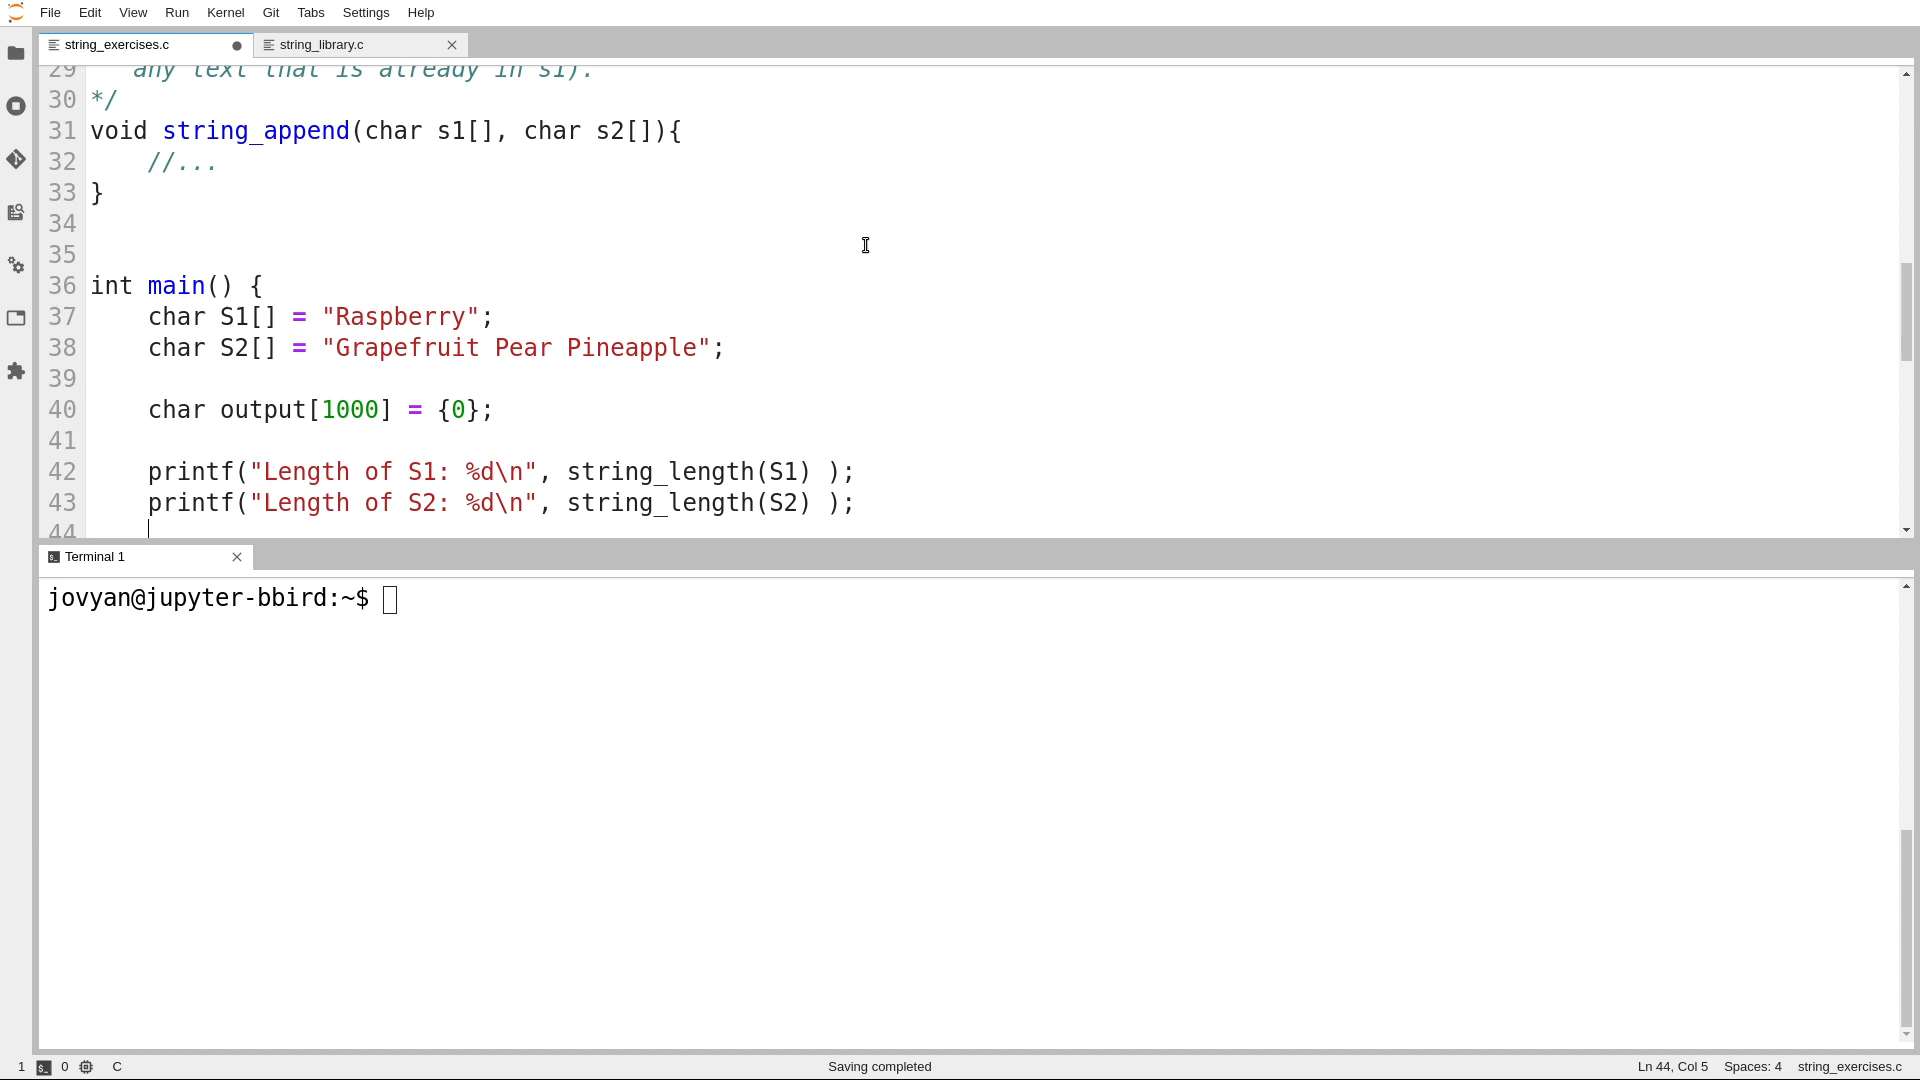 File Edit View Run Kernel Git Tabs Settings Help
string_exercises.c string_library.c
29 any text that is already in s1).
30 */
31 void string_append(char s1[], char s2[]){
32 //...
33 }
34
35
36 int main() {
37 char S1[] = "Raspberry";
38 char S2[] = "Grapefruit Pear Pineapple";
39
40 char output[1000] = {0};
41
42 printf("Length of S1: %d\n", string_length(S1) );
43 printf("Length of S2: %d\n", string_length(S2) );
44
Terminal 1
jovyan@jupyter-bbird:~$
1 $_ 0 C Saving completed Ln 44, Col 5 Spaces: 4 string_exercises.c